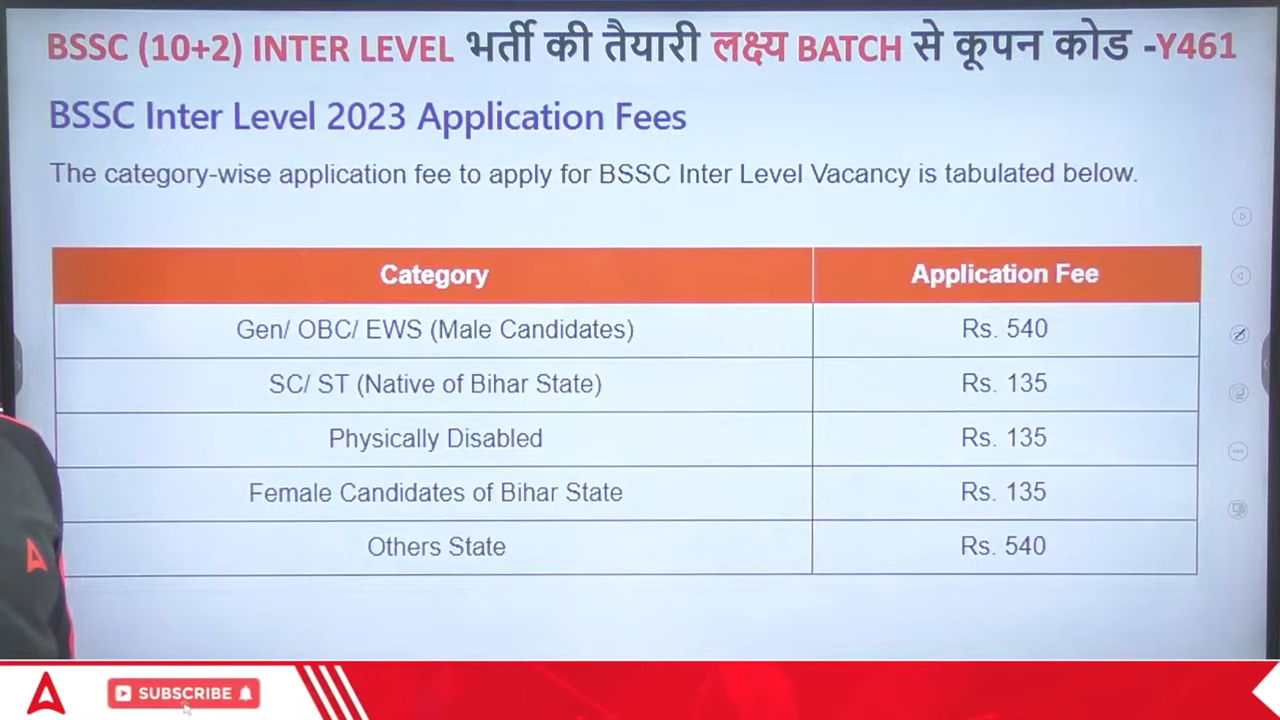 BSSC (10+2) INTER LEVEL भर्ती की तैयारी लक्ष्य BATCH से कूपन कोड -Y461
BSSC Inter Level 2023 Application Fees
The category-wise application fee to apply for BSSC Inter Level Vacancy is tabulated below.
Category Application Fee
Gen/ OBC/ EWS (Male Candidates) Rs. 540
SC/ ST (Native of Bihar State) Rs. 135
Physically Disabled Rs. 135
Female Candidates of Bihar State Rs. 135
Others State Rs. 540
SUBSCRIBE